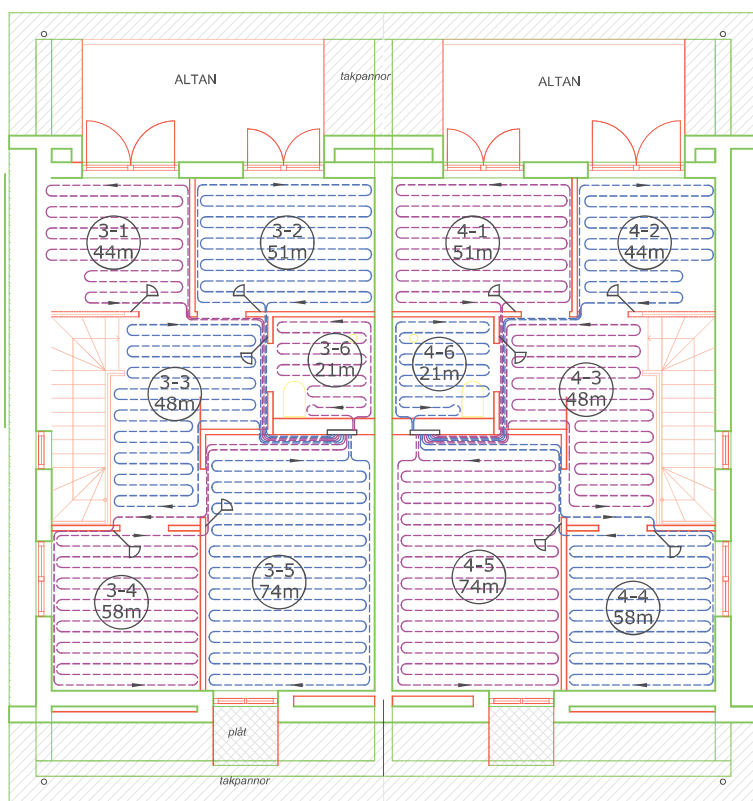 takpannor
ALTAN
ALTAN
3-1
44m
3-2
51m
4-1
51m
4-2
44m
3-6
21m
4-6
21m
3-3
48m
4-3
48m
3-5
74m
4-5
74m
3-4
58m
4-4
58m
plåt
takpannor